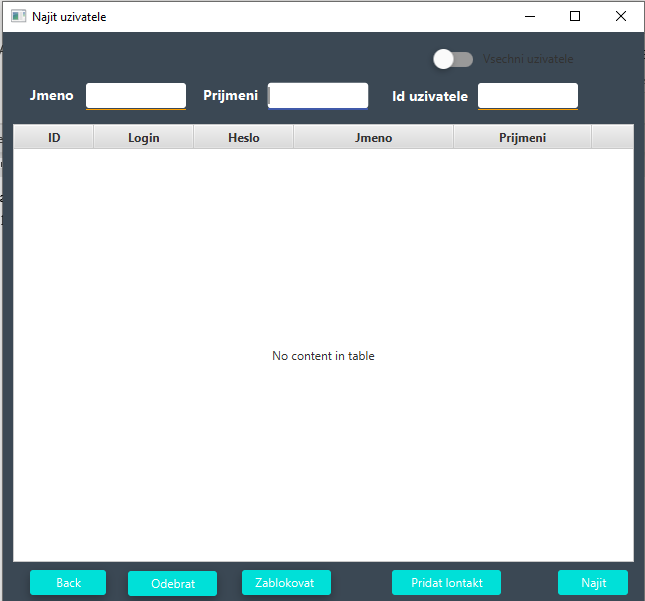 Najit uzivatele
Vsechni uzivatele
Jmeno Prijmeni Id uzivatele
ID Login Heslo Jmeno Prijmeni
No content in table
Back Odebrat Zablokovat Pridat lontakt Najit